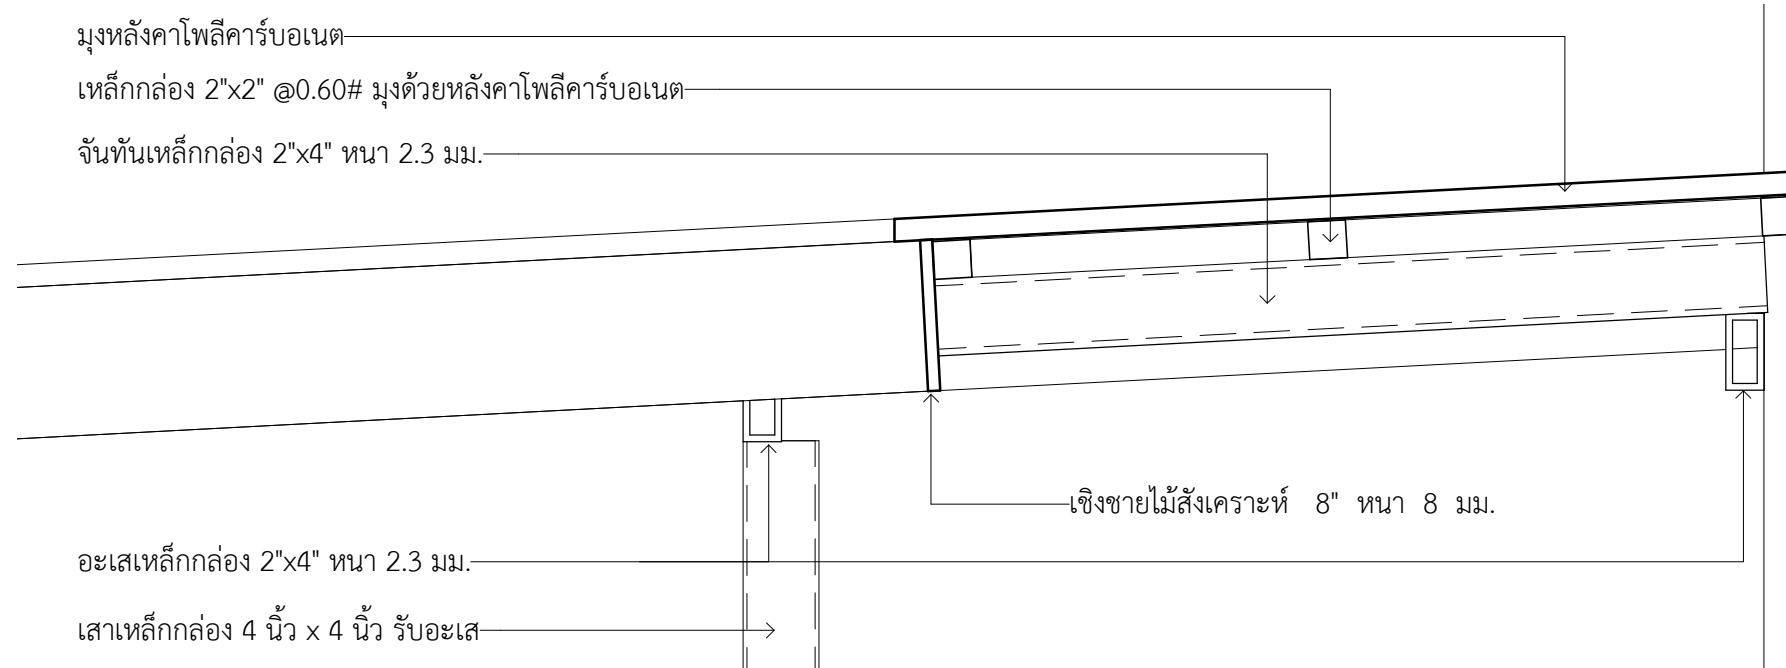 มุงหลังคาโพลีคาร์บอเนต
เหล็กกล่อง 2"x2" @0.60# มุงด้วยหลังคาโพลีคาร์บอเนต
จันทันเหล็กกล่อง 2"x4" หนา 2.3 มม.
เชิงชายไม้สังเคราะห์ 8" หนา 8 มม.
อะเสเหล็กกล่อง 2"x4" หนา 2.3 มม.
เสาเหล็กกล่อง 4 นิ้ว x 4 นิ้ว รับอะเส